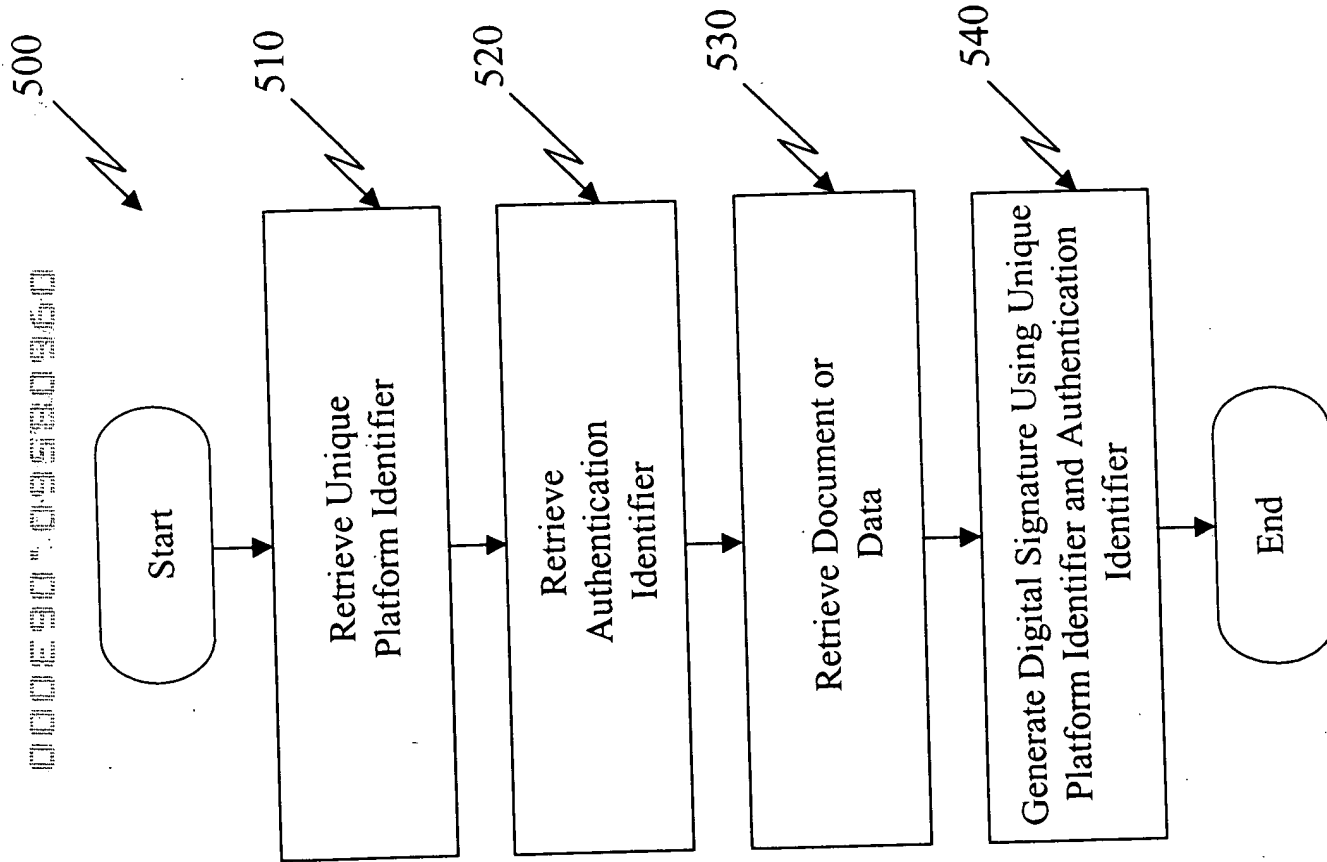 500
Start
510
Retrieve Unique
Platform Identifier
520
Retrieve
Authentication
Identifier
530
Retrieve Document or
Data
540
Generate Digital Signature Using Unique
Platform Identifier and Authentication
Identifier
End